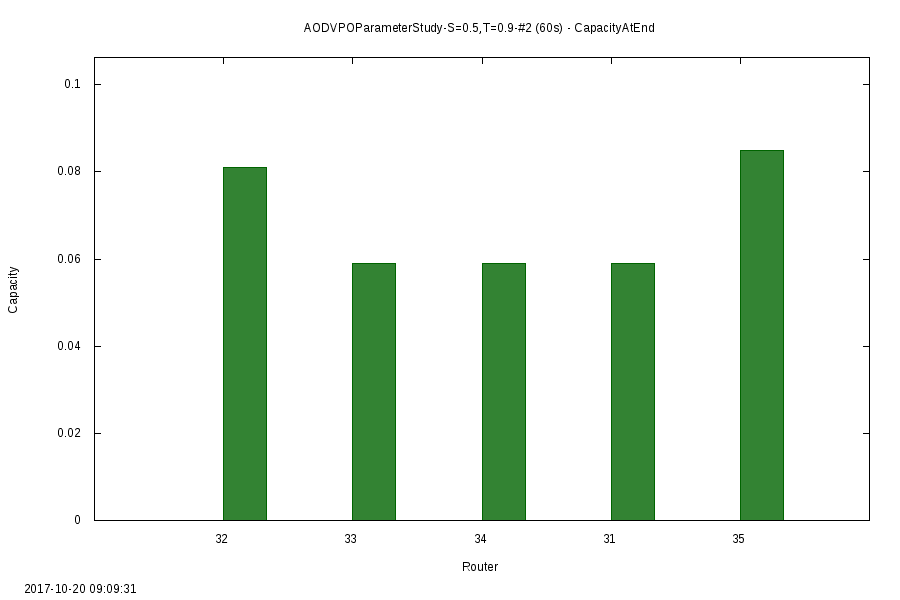 AODVPOParameterStudy-S=0.5,T=0.9-#2 (60s) - CapacityAtEnd
0.1
0.08
0.06
0.04
0.02
0
Capacity
32 33 34 31 35
Router
2017-10-20 09:09:31